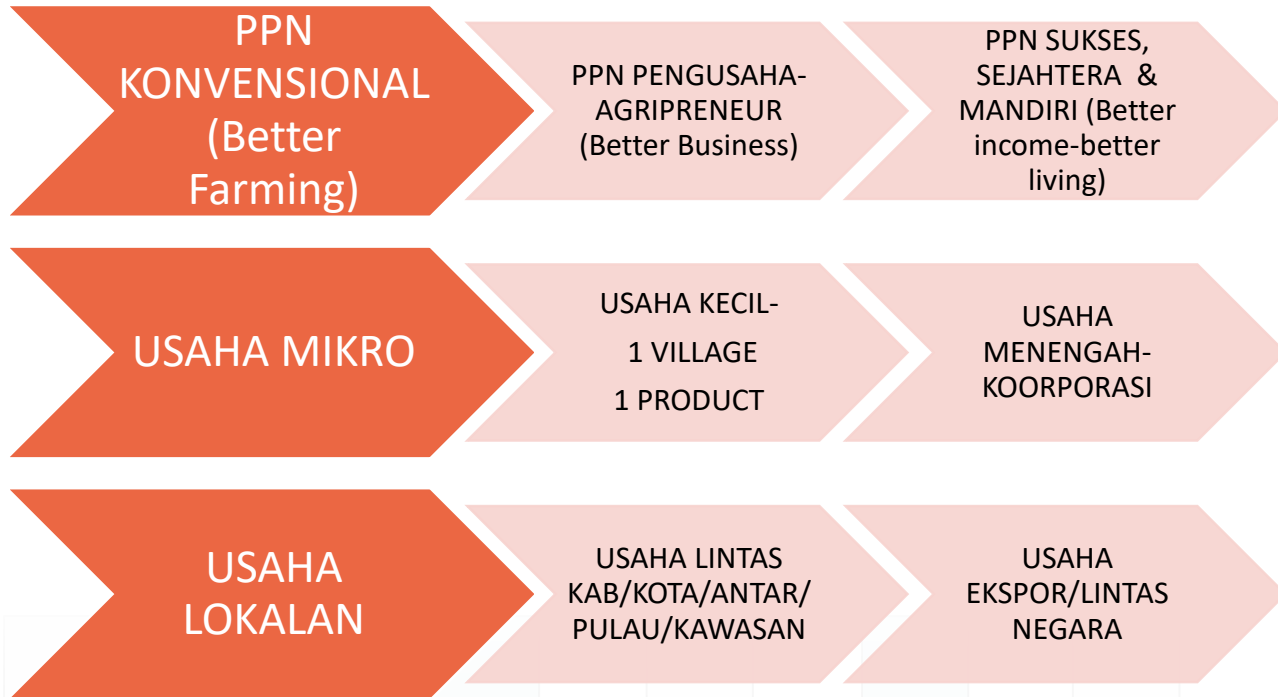 PPN
KONVENSIONAL
(Better
Farming)
PPN PENGUSAHA-
AGRIPRENEUR
(Better Business)
PPN SUKSES,
SEJAHTERA &
MANDIRI (Better
income-better
living)
USAHA MIKRO
USAHA KECIL-
1 VILLAGE
1 PRODUCT
USAHA
MENENGAH-
KOORPORASI
USAHA
LOKALAN
USAHA LINTAS
KAB/KOTA/ANTAR/
PULAU/KAWASAN
USAHA
EKSPOR/LINTAS
NEGARA